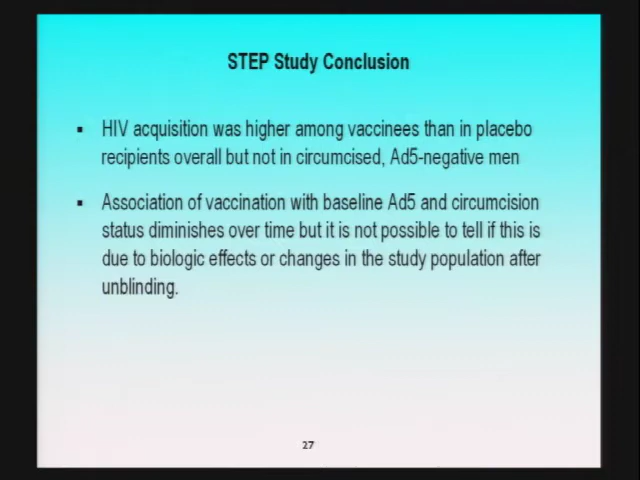 STEP Study Conclusion
▪ HIV acquisition was higher among vaccinees than in placebo
recipients overall but not in circumcised, Ad5-negative men
▪ Association of vaccination with baseline Ad5 and circumcision
status diminishes over time but it is not possible to tell if this is
due to biologic effects or changes in the study population after
unblinding.
27